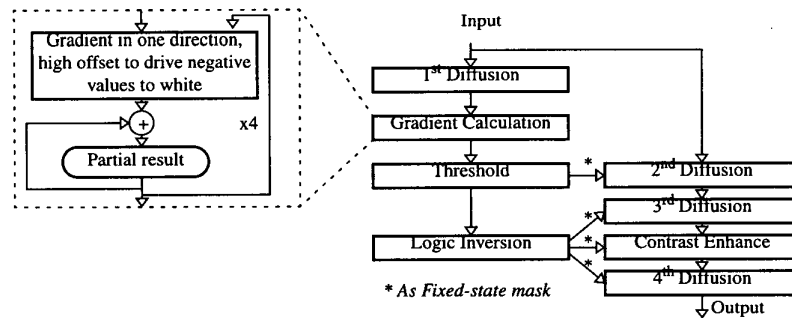 Input
Gradient in one direction,
high offset to drive negative
values to white
+
x4
Partial result
1st Diffusion
Gradient Calculation
Threshold
*
2nd Diffusion
3rd Diffusion
*
Logic Inversion
*
Contrast Enhance
*
4th Diffusion
* As Fixed-state mask
Output